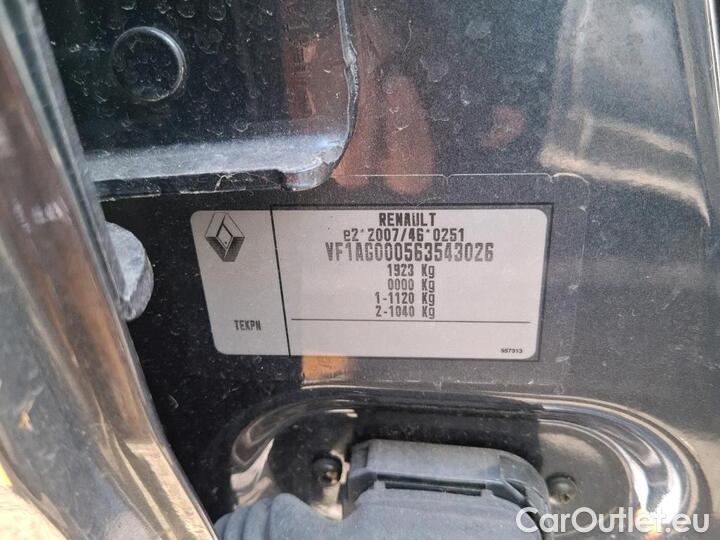 RENAULT
e2*2007/46*0251
VF1AG000563543026
1923 Kg
0000 Kg
1-1120 Kg
2-1040 Kg
TEKPN
557313
CarOutlet.eu